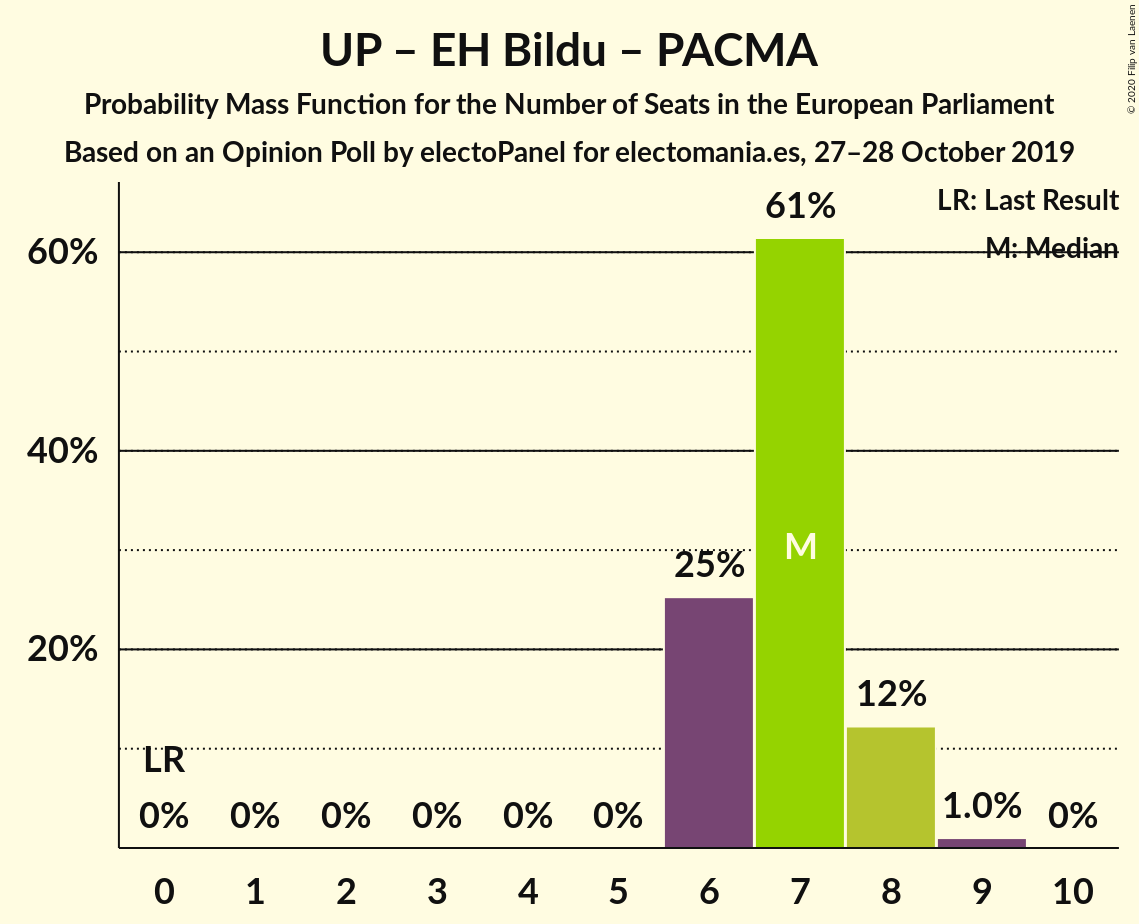 UP – EH Bildu – PACMA
Probability Mass Function for the Number of Seats in the European Parliament
Based on an Opinion Poll by electoPanel for electomania.es, 27–28 October 2019
© 2020 Filip van Laenen
LR: Last Result
M: Median
61%
60%
40%
M
25%
20%
12%
LR
0% 0% 0% 0% 0% 0% 1.0% 0%
0 1 2 3 4 5 6 7 8 9 10